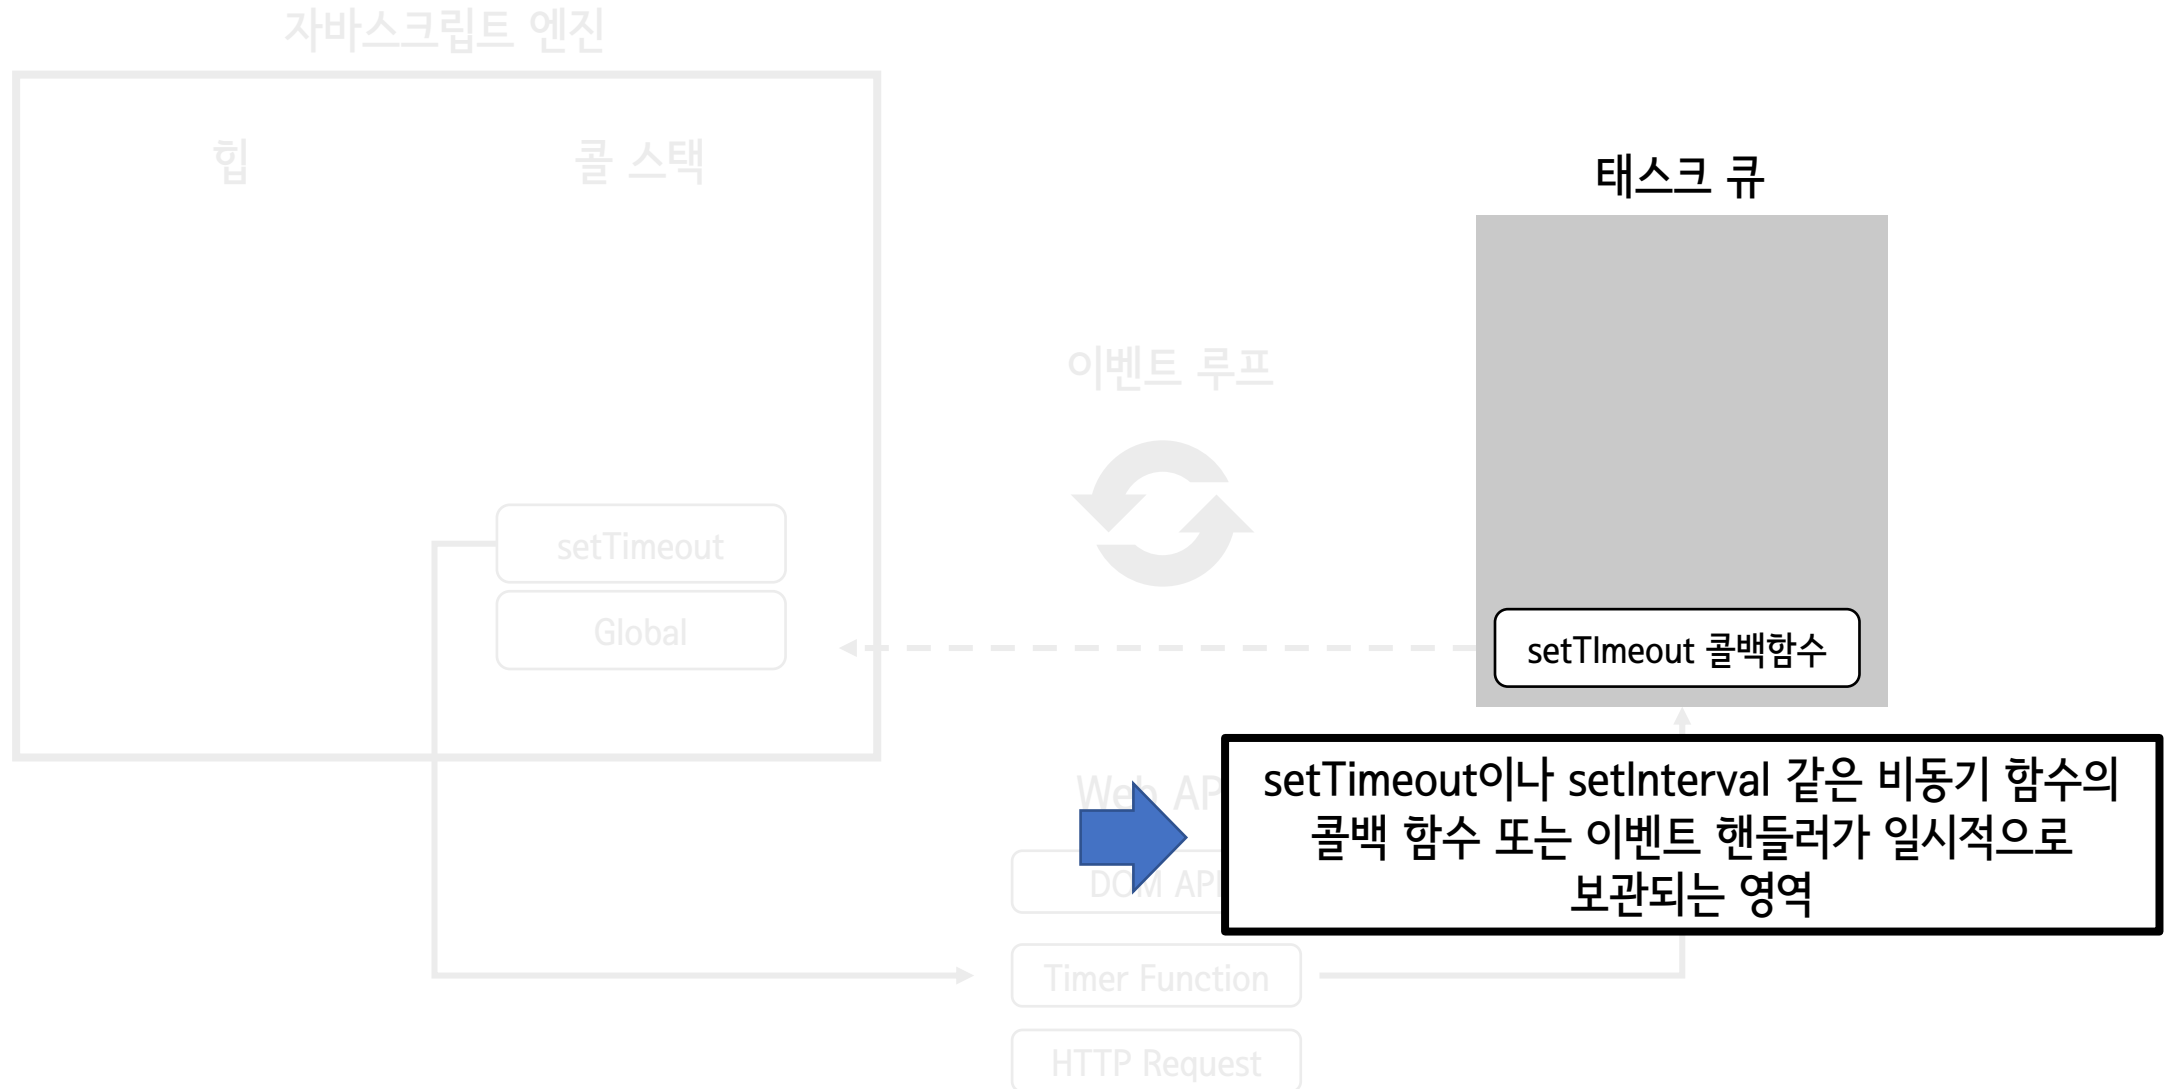 자바스크립트 엔진
힙
콜 스택
태스크 큐
이벤트 루프
setTimeout
Global
setTImeout 콜백함수
Web AP
setTimeout이나 setInterval 같은 비동기 함수의
콜백 함수 또는 이벤트 핸들러가 일시적으로
보관되는 영역
DOM API
Timer Function
HTTP Request